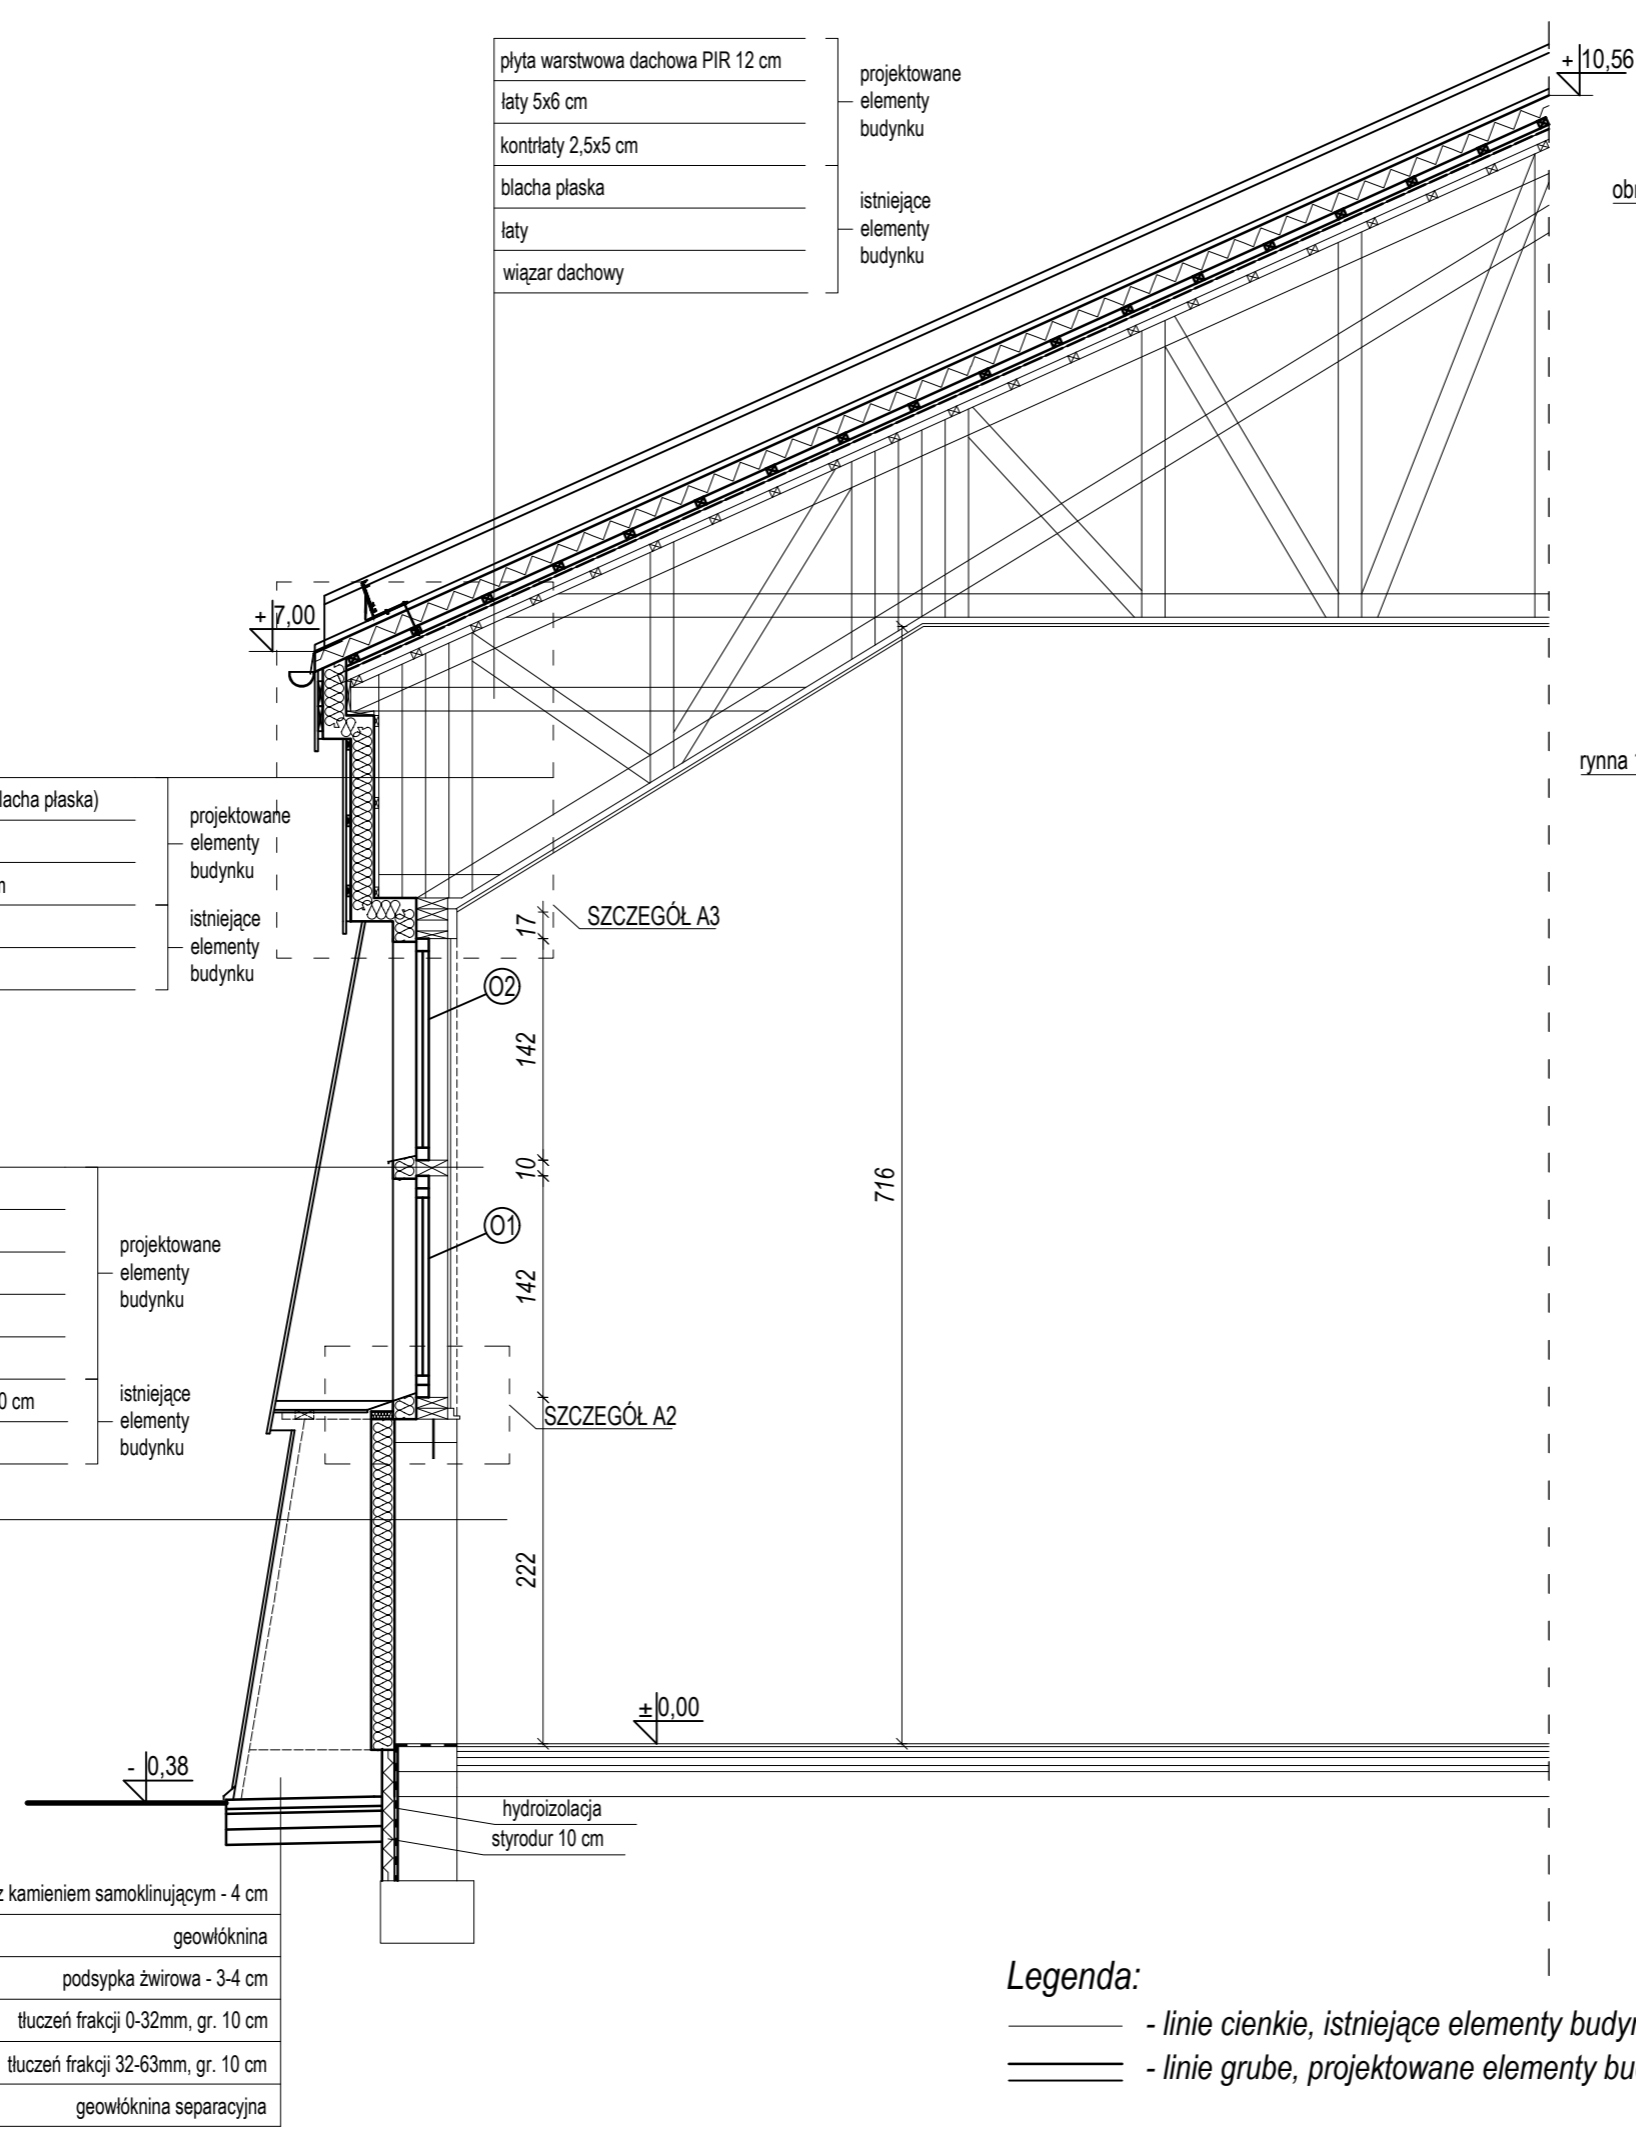 płyta warstwowa dachowa PIR 12 cm
łaty 5x6 cm
kontrłaty 2,5x5 cm
blacha płaska
łaty
wiązar dachowy
projektowane
elementy
budynku
istniejące
elementy
budynku
+ 10,56
+ 7,00
rynna
lacha płaska)
projektowane
elementy
budynku
istniejące
elementy
budynku
SZCZEGÓŁ A3
17
O2
142
10
716
O1
142
projektowane
elementy
budynku
0 cm
istniejące
elementy
budynku
SZCZEGÓŁ A2
222
± 0,00
- 0,38
hydroizolacja
styrodur 10 cm
z kamieniem samoklinującym - 4 cm
geowłóknina
podsypka żwirowa - 3-4 cm
tłuczeń frakcji 0-32mm, gr. 10 cm
tłuczeń frakcji 32-63mm, gr. 10 cm
geowłóknina separacyjna
Legenda:
- linie cienkie, istniejące elementy
- linie grube, projektowane elementy